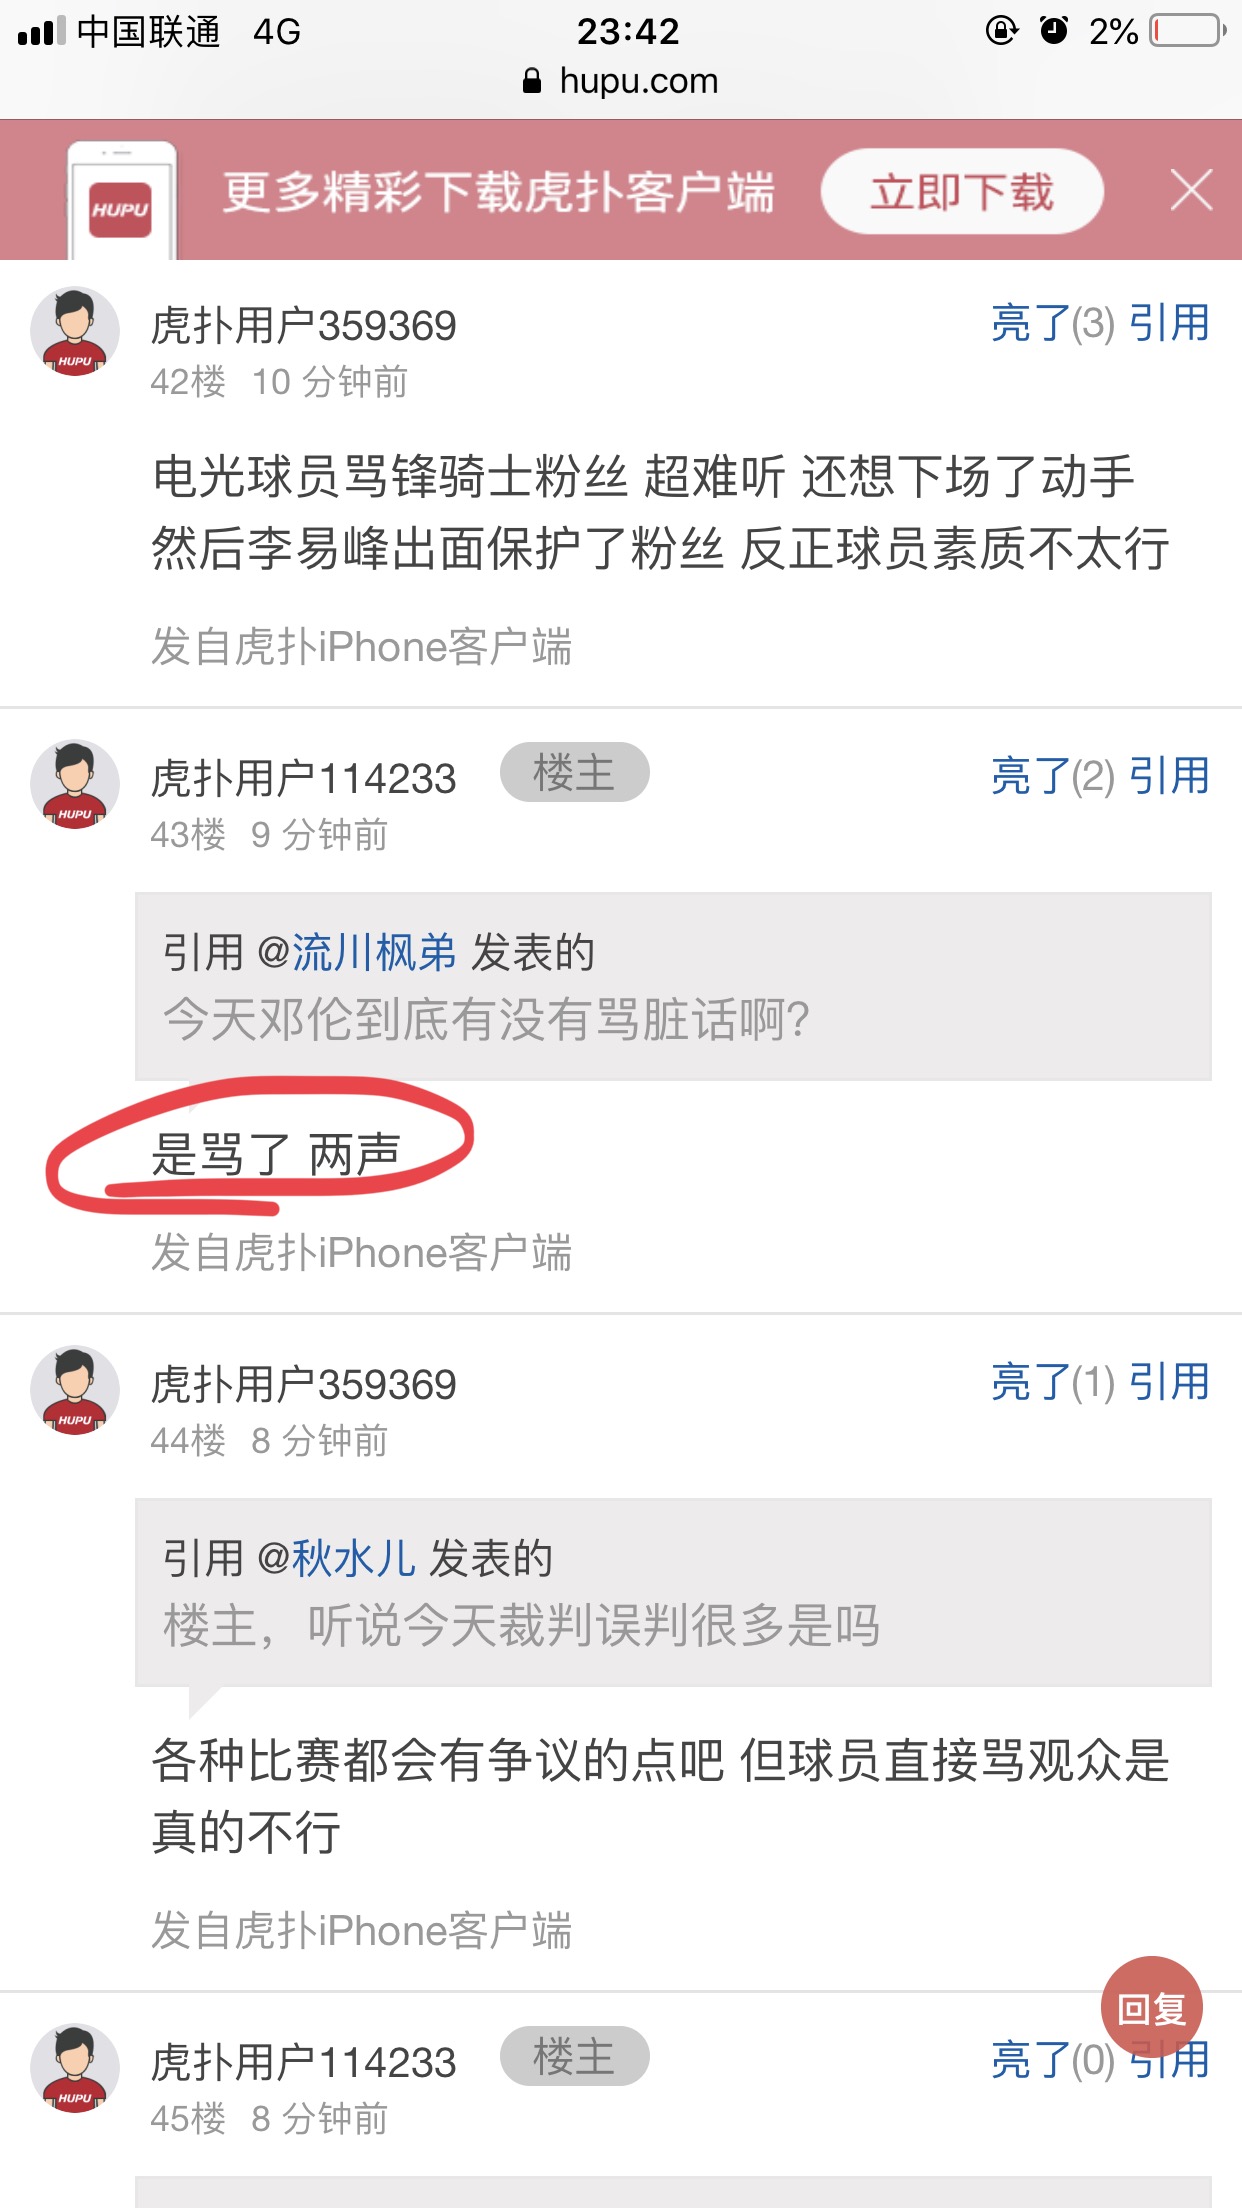 中国联通 4G 23:42 2%
hupu.com
HUPU 更多精彩下载虎扑客户端 立即下载
虎扑用户359369 亮了(3) 引用
HUPU
42楼 10 分钟前
电光球员骂锋骑士粉丝 超难听 还想下场了动手
然后李易峰出面保护了粉丝 反正球员素质不太行
发自虎扑iPhone客户端
虎扑用户114233 楼主 亮了(2) 引用
HUPU
43楼 9 分钟前
引用 @流川枫弟 发表的
今天邓伦到底有没有骂脏话啊?
是骂了 两声
发自虎扑iPhone客户端
虎扑用户359369 亮了(1) 引用
HUPU
44楼 8 分钟前
引用 @秋水儿 发表的
楼主，听说今天裁判误判很多是吗
各种比赛都会有争议的点吧 但球员直接骂观众是
真的不行
发自虎扑iPhone客户端
回复
虎扑用户114233 楼主 亮了(0) 引用
HUPU
45楼 8 分钟前